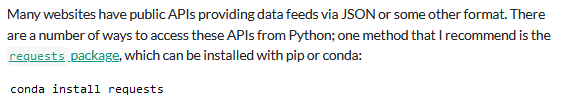 Many websites have public APIs providing data feeds via JSON or some other format. There
are a number of ways to access these APIs from Python; one method that I recommend is the
requests package, which can be installed with pip or conda:
conda install requests